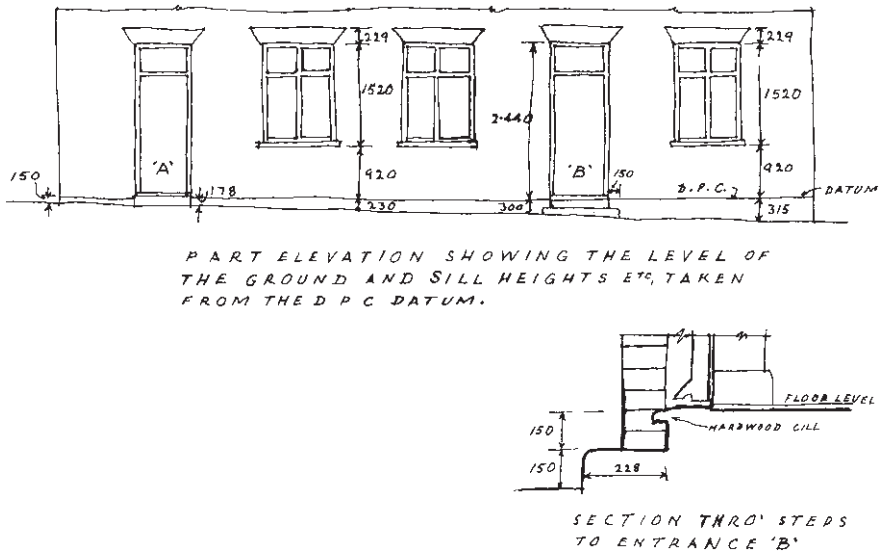 229
229
1520
1520
2·440
'A'
'B'
150
920
920
150
178
D.P.C.
DATUM
230
300
315
PART ELEVATION SHOWING THE LEVEL OF
THE GROUND AND SILL HEIGHTS ETC, TAKEN
FROM THE D P C DATUM.
FLOOR LEVEL
150
HARDWOOD CILL
150
228
SECTION THRO' STEPS
TO ENTRANCE 'B'